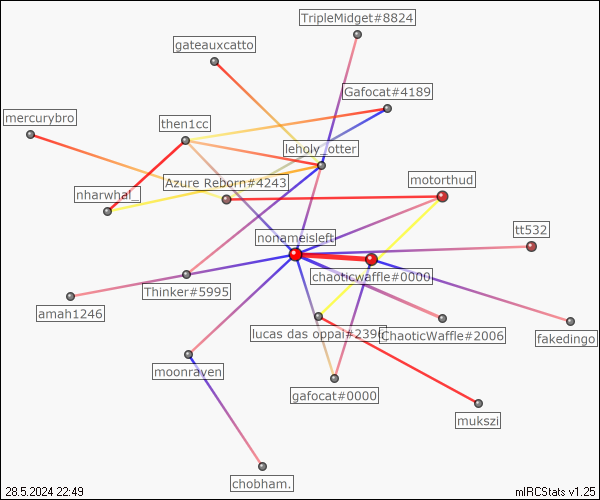 TripleMidget#8824
gateauxcatto
Gafocat#4189
mercurybro
then1cc
leholy_otter
motorthud
Azure Reborn#4243
nharwhal_
tt532
nonameisleft
chaoticwaffle#0000
Thinker#5995
amah1246
lucas das oppai#2390
ChaoticWaffle#2006
fakedingo
moonraven
gafocat#0000
mukszi
chobham.
28.5.2024 22:49
mIRCStats v1.25